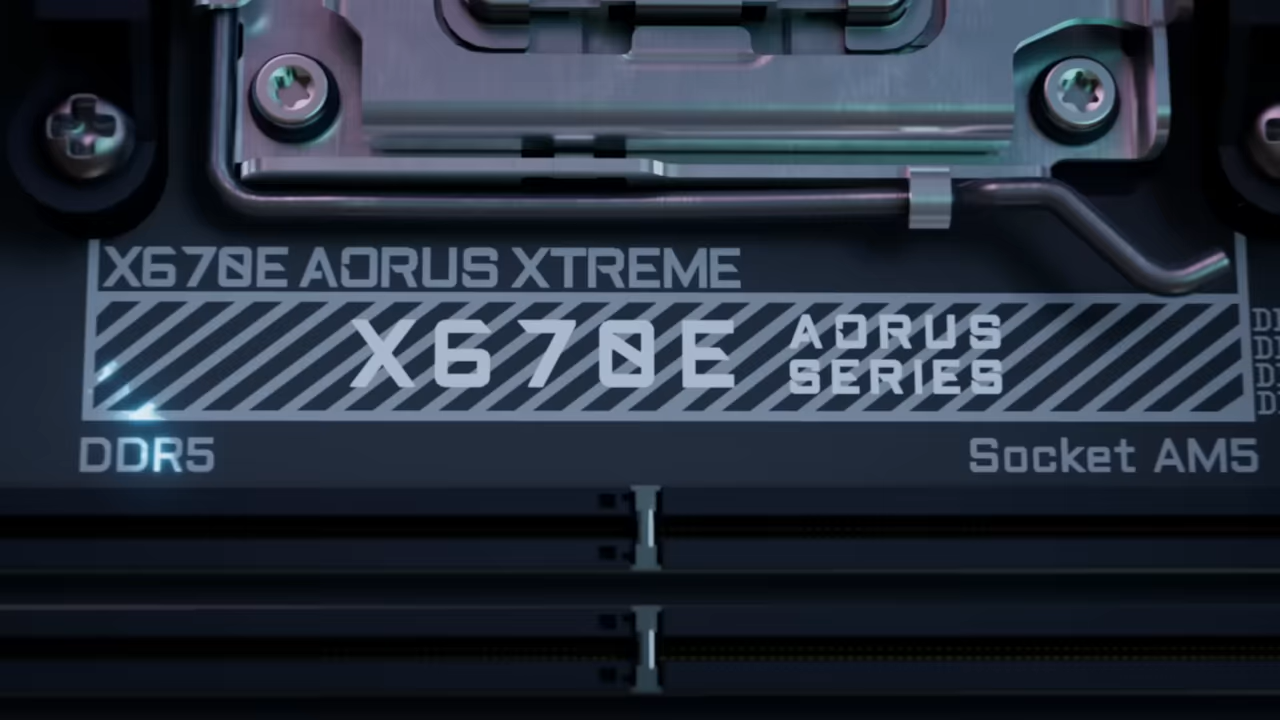 X670E AORUS XTREME
X670E
AORUS
SERIES
DDR5
Socket AM5